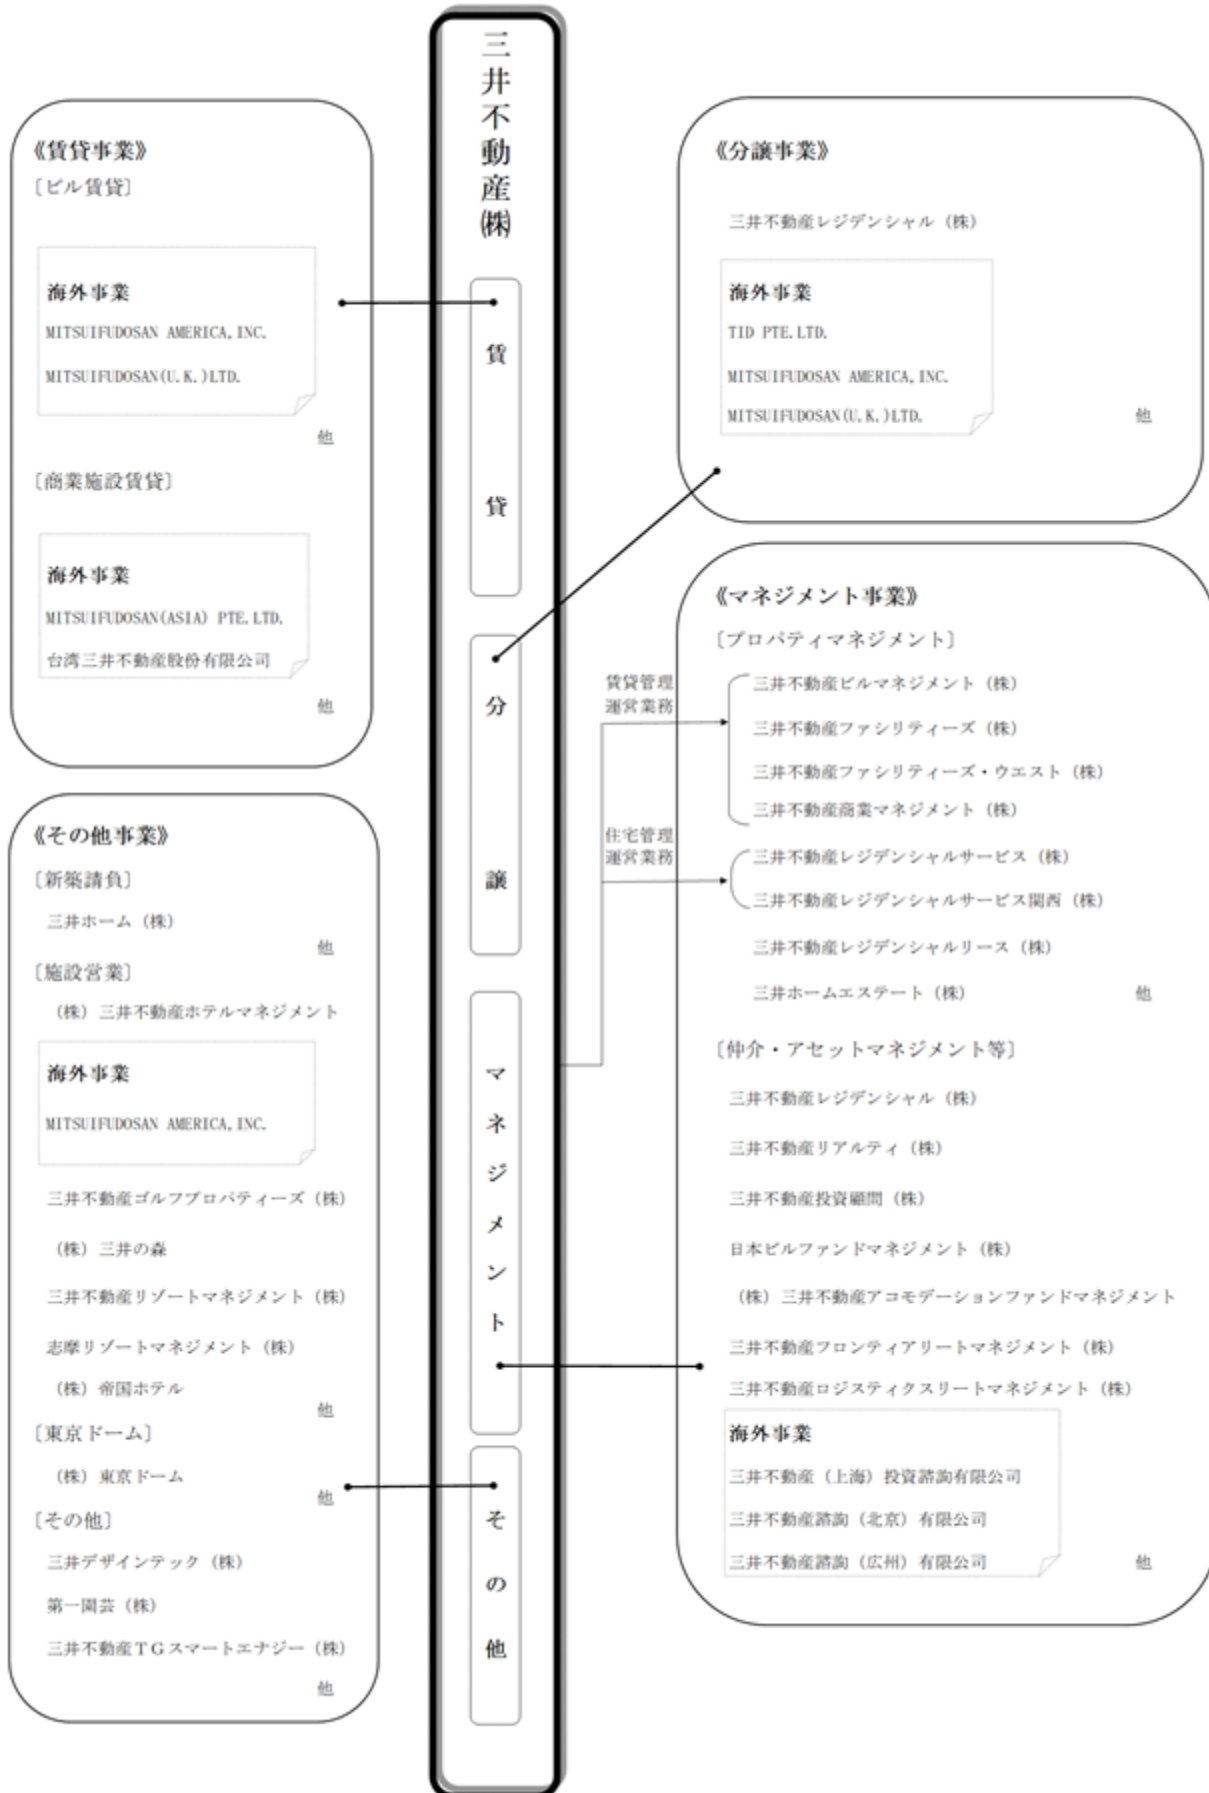 三井不動産㈱
賃貸
分譲
マネジメント
その他
《賃貸事業》
〔ビル賃貸〕
海外事業
MITSUIFUDOSAN AMERICA,INC.
MITSUIFUDOSAN(U.K.)LTD.
他
〔商業施設賃貸〕
海外事業
MITSUIFUDOSAN(ASIA) PTE.LTD.
台湾三井不動産股份有限公司
他
《その他事業》
〔新築請負〕
三井ホーム（株）
他
〔施設営業〕
（株）三井不動産ホテルマネジメント
海外事業
MITSUIFUDOSAN AMERICA,INC.
三井不動産ゴルフプロパティーズ（株）
（株）三井の森
三井不動産リゾートマネジメント（株）
志摩リゾートマネジメント（株）
（株）帝国ホテル
他
〔東京ドーム〕
（株）東京ドーム
他
〔その他〕
三井デザインテック（株）
第一園芸（株）
三井不動産ＴＧスマートエナジー（株）
他
《分譲事業》
三井不動産レジデンシャル（株）
海外事業
TID PTE.LTD.
MITSUIFUDOSAN AMERICA,INC.
MITSUIFUDOSAN(U.K.)LTD.
他
《マネジメント事業》
〔プロパティマネジメント〕
賃貸管理
運営業務
三井不動産ビルマネジメント（株）
三井不動産ファシリティーズ（株）
三井不動産ファシリティーズ・ウエスト（株）
三井不動産商業マネジメント（株）
住宅管理
運営業務
三井不動産レジデンシャルサービス（株）
三井不動産レジデンシャルサービス関西（株）
三井不動産レジデンシャルリース（株）
三井ホームエステート（株）
他
〔仲介・アセットマネジメント等〕
三井不動産レジデンシャル（株）
三井不動産リアルティ（株）
三井不動産投資顧問（株）
日本ビルファンドマネジメント（株）
（株）三井不動産アコモデーションファンドマネジメント
三井不動産フロンティアリートマネジメント（株）
三井不動産ロジスティクスリートマネジメント（株）
海外事業
三井不動産（上海）投資諮詢有限公司
三井不動産諮詢（北京）有限公司
三井不動産諮詢（広州）有限公司
他